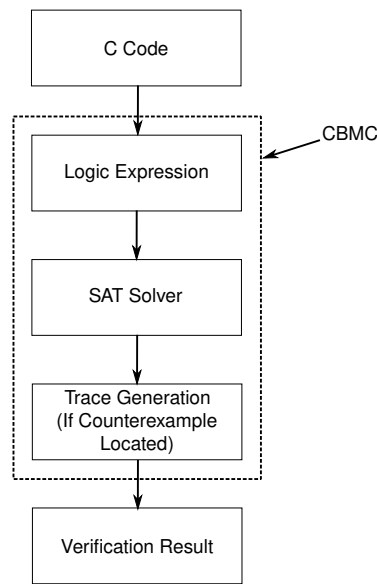 C Code
CBMC
Logic Expression
SAT Solver
Trace Generation
(If Counterexample
Located)
Verification Result